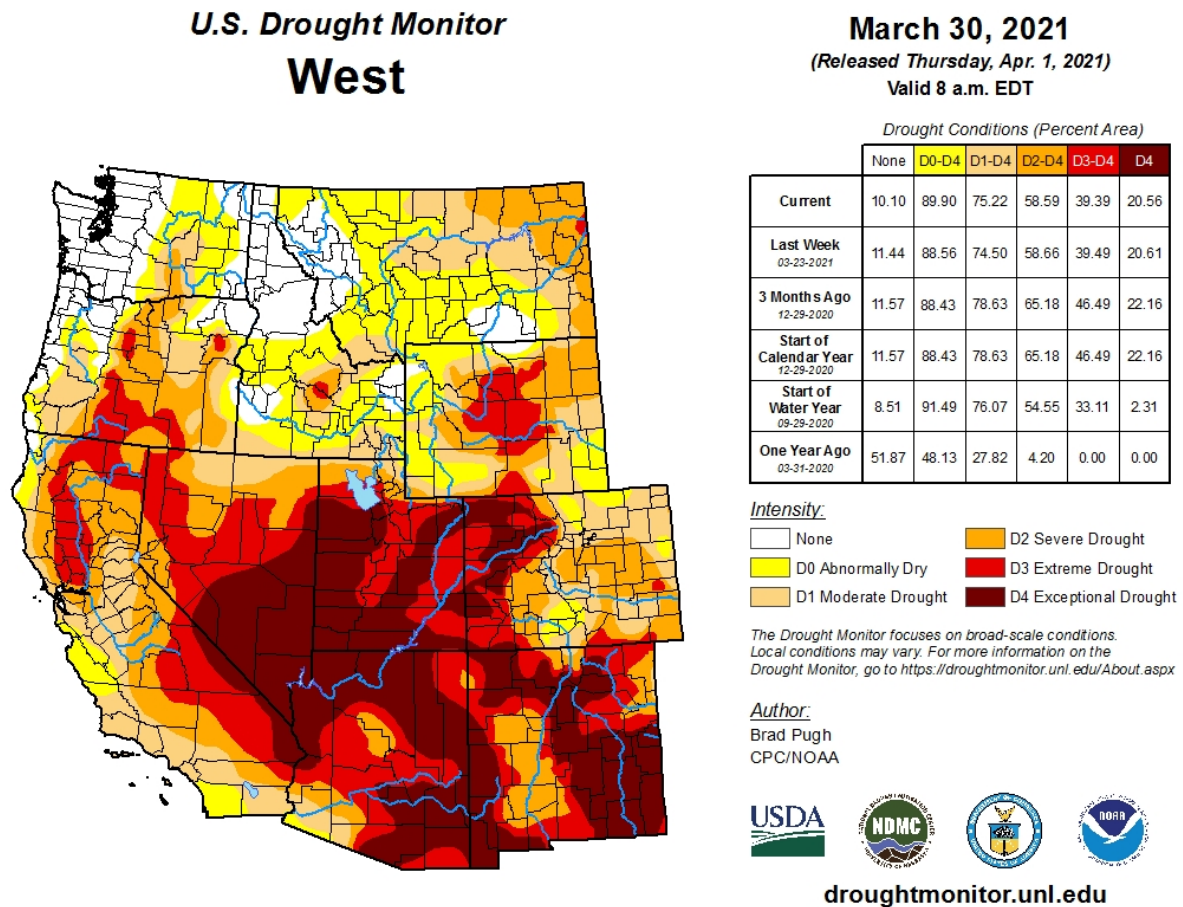 U.S. Drought Monitor
West
March 30, 2021
(Released Thursday, Apr. 1, 2021)
Valid 8 a.m. EDT
Drought Conditions (Percent Area)
None D0-D4 D1-D4 D2-D4 D3-D4 D4
Current 10.10 89.90 75.22 58.59 39.39 20.56
Last Week
03-23-2021 11.44 88.56 74.50 58.66 39.49 20.61
3 Months Ago
12-29-2020 11.57 88.43 78.63 65.18 46.49 22.16
Start of
Calendar Year
12-29-2020 11.57 88.43 78.63 65.18 46.49 22.16
Start of
Water Year
09-29-2020 8.51 91.49 76.07 54.55 33.11 2.31
One Year Ago
03-31-2020 51.87 48.13 27.82 4.20 0.00 0.00
Intensity:
None
D0 Abnormally Dry
D1 Moderate Drought
D2 Severe Drought
D3 Extreme Drought
D4 Exceptional Drought
The Drought Monitor focuses on broad-scale conditions.
Local conditions may vary. For more information on the
Drought Monitor, go to https://droughtmonitor.unl.edu/About.aspx
Author:
Brad Pugh
CPC/NOAA
USDA
NDMC
NOAA
droughtmonitor.unl.edu